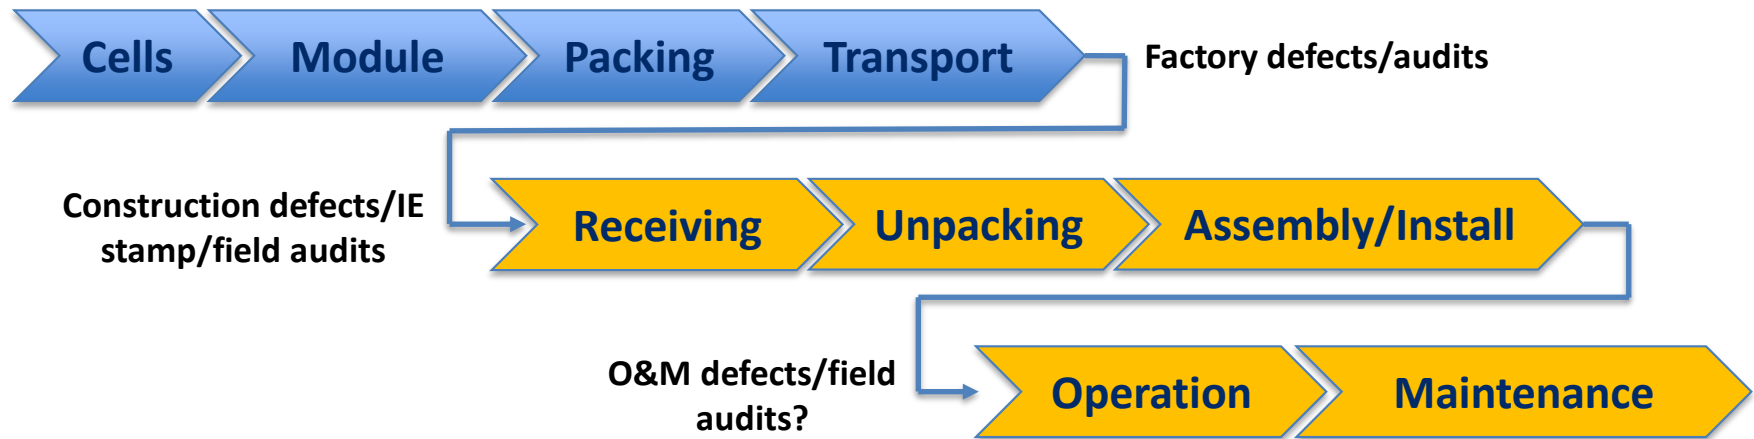 Cells Module Packing Transport Factory defects/audits
Construction defects/IE
stamp/field audits
Receiving Unpacking Assembly/Install
O&M defects/field
audits?
Operation Maintenance